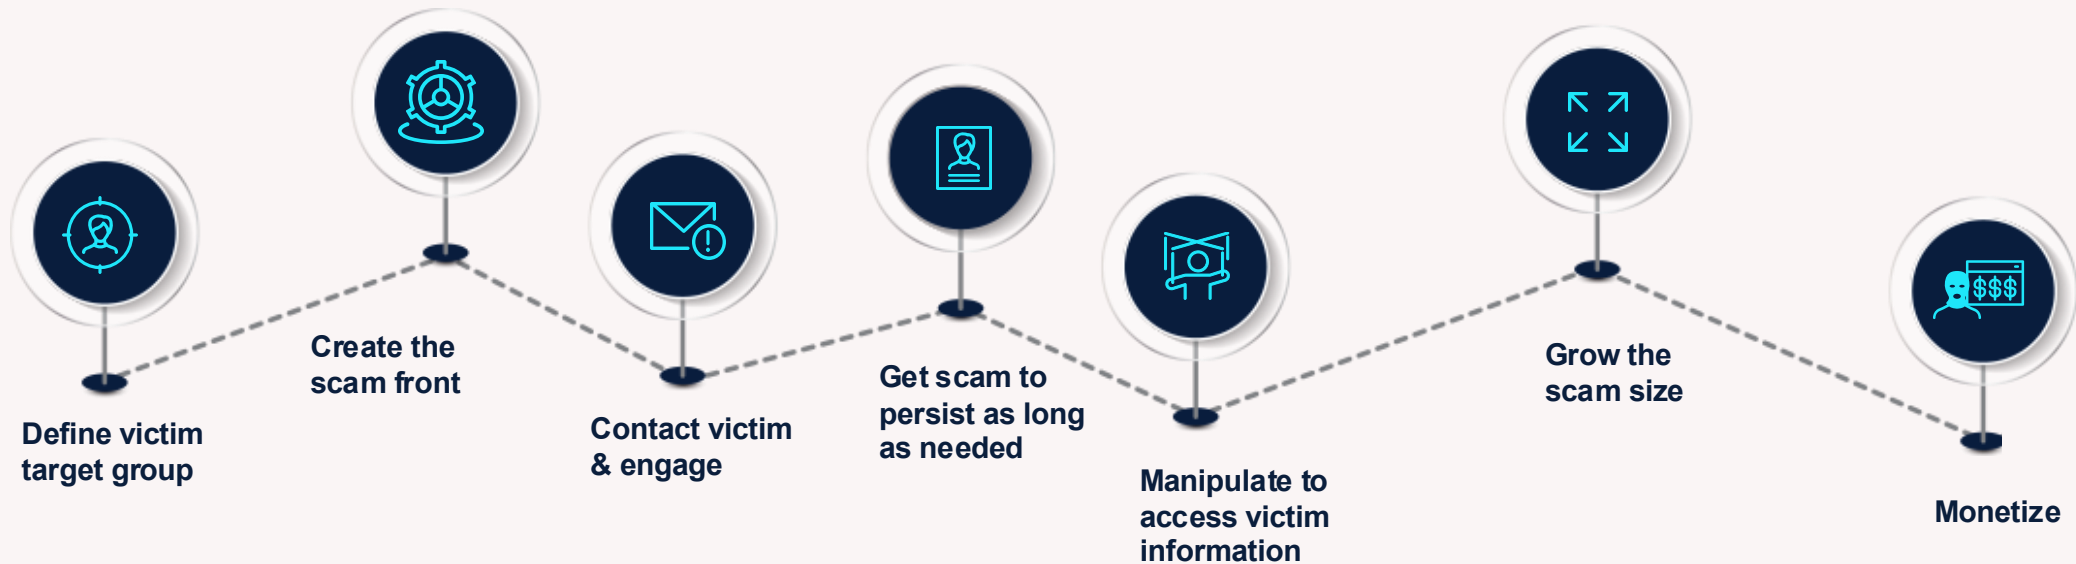 Define victim
target group
Create the
scam front
Contact victim
& engage
Get scam to
persist as long
as needed
Manipulate to
access victim
information
Grow the
scam size
$$$
Monetize